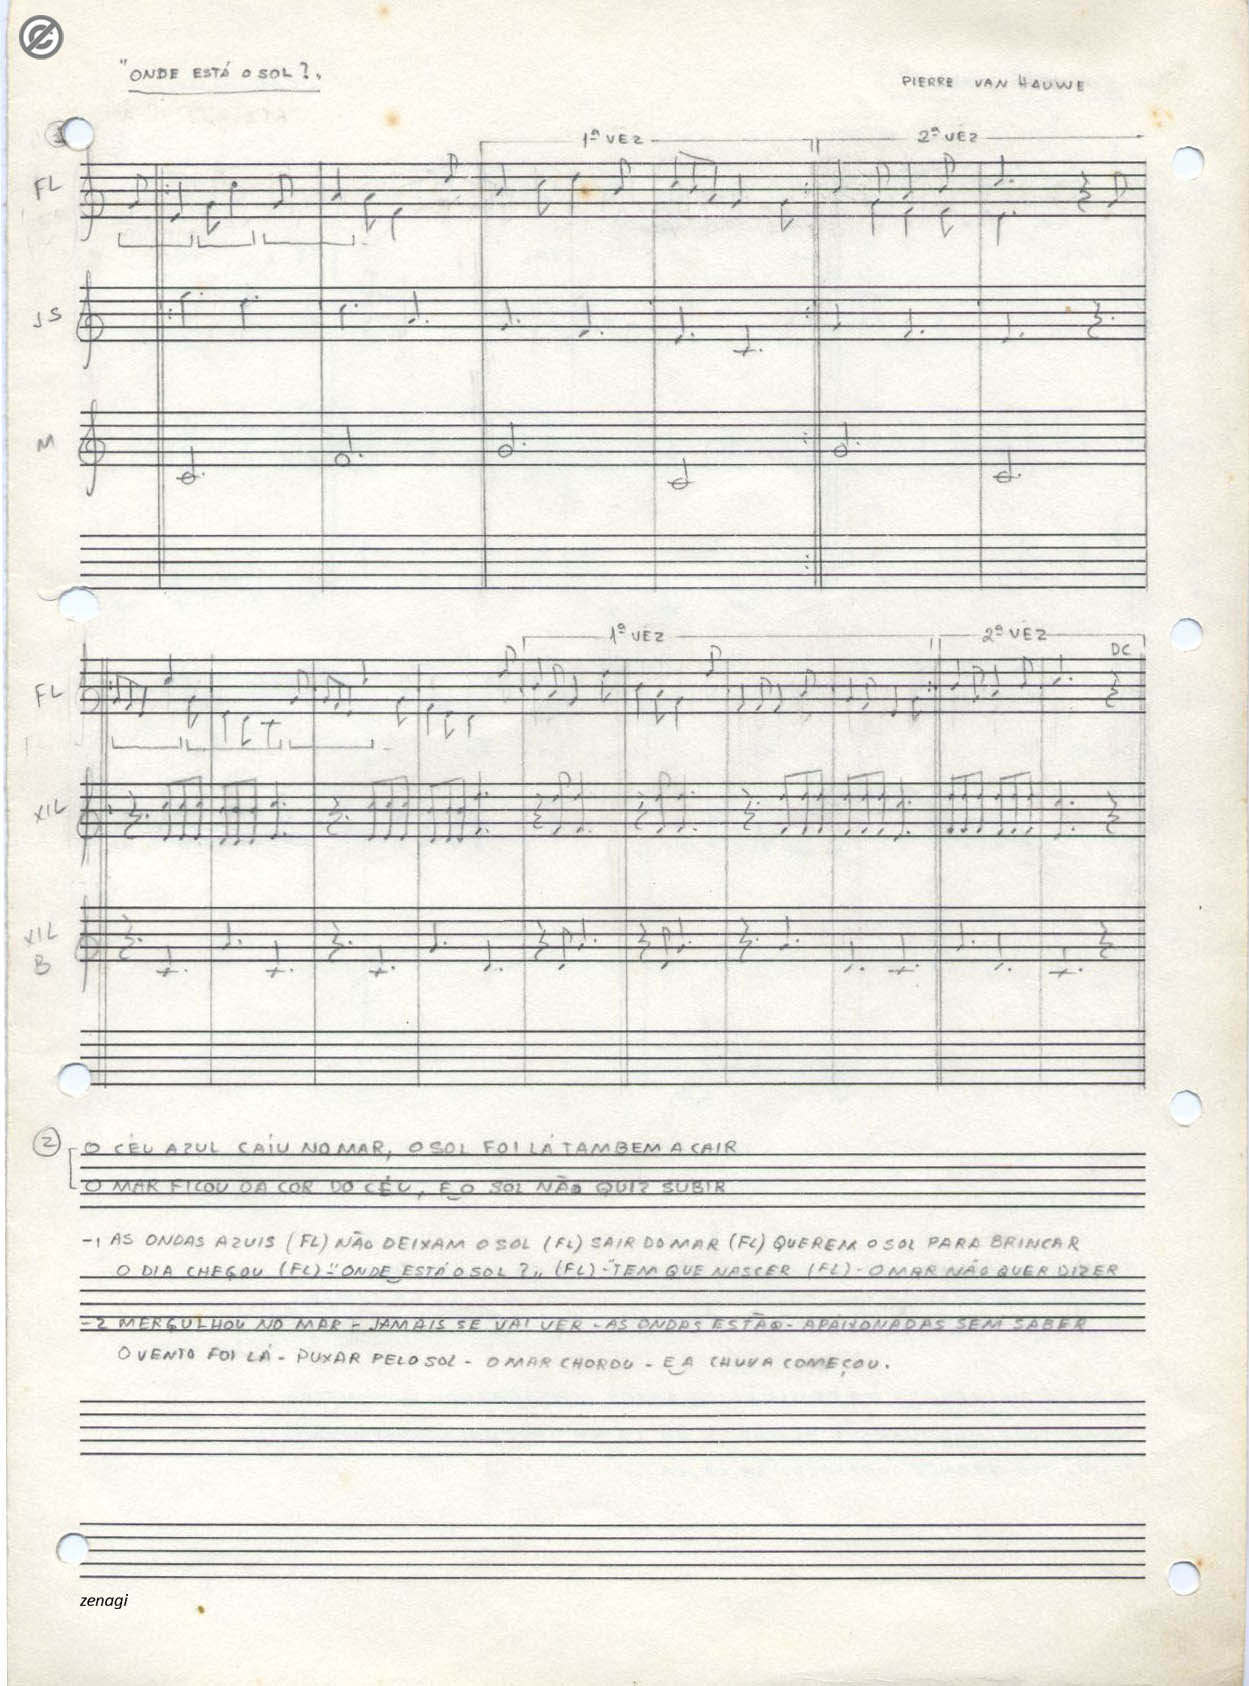 "ONDE ESTÁ O SOL?"
PIERRE VAN HAUWE
1
1ª VEZ
2ª VEZ
FL
JS
M
1ª VEZ
2ª VEZ
DC
FL
XIL
XIL
B
2
O CÉU AZUL CAÍU NO MAR, O SOL FOI LÁ TAMBEM A CAIR
O MAR FICOU DA COR DO CÉU, E O SOL NÃO QUIZ SUBIR
-1 AS ONDAS AZUIS (FL) NÃO DEIXAM O SOL (FL) SAIR DO MAR (FL) QUEREM O SOL PARA BRINCAR
O DIA CHEGOU (FL) - "ONDE ESTÁ O SOL?" (FL) - "TEM QUE NASCER (FL) - O MAR NÃO QUER DIZER
-2 MERGULHOU NO MAR - JAMAIS SE VAI VER - AS ONDAS ESTÃO - APAIXONADAS SEM SABER
O VENTO FOI LÁ - PUXAR PELO SOL - O MAR CHOROU - E A CHUVA COMEÇOU.
zenagi